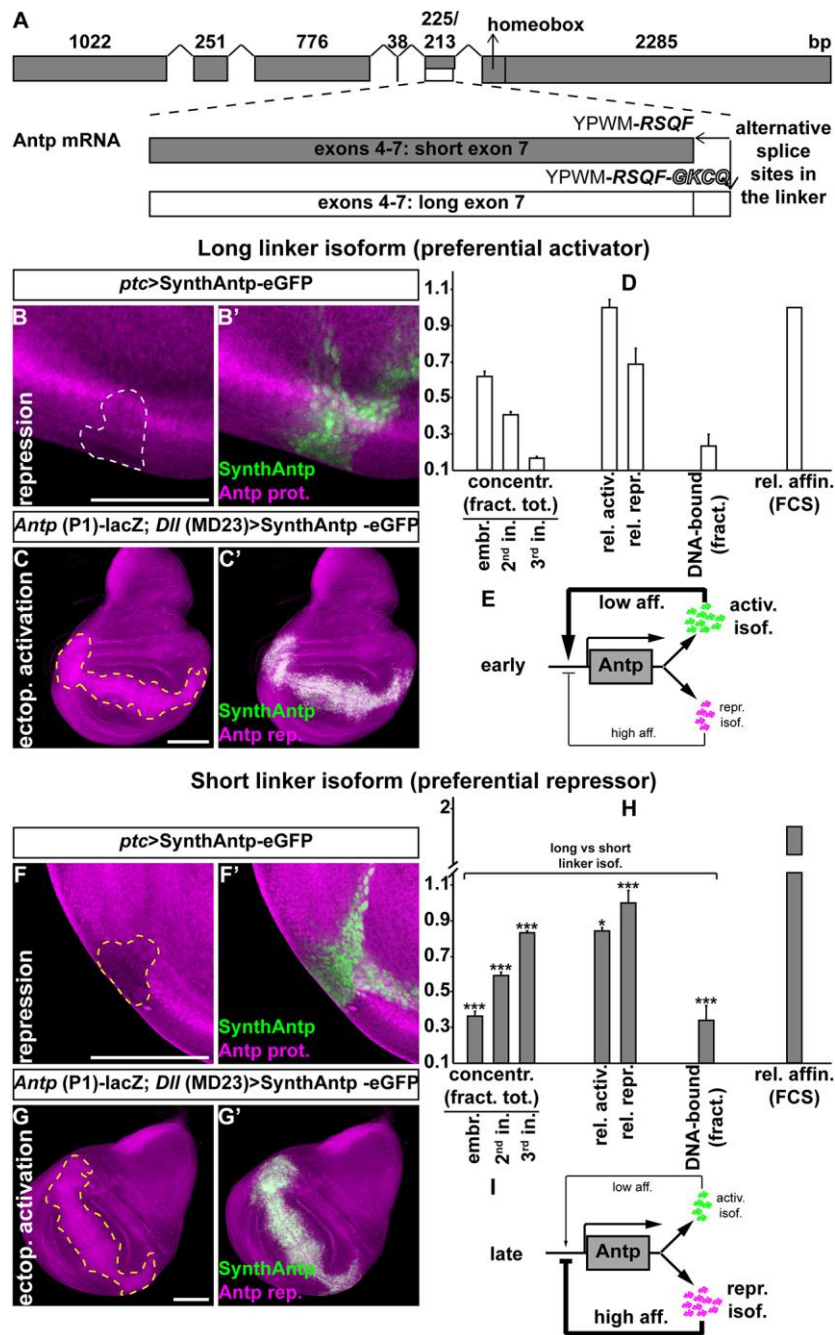 A
1022 251 776 38 225/ 213 homeobox 2285 bp
Antp mRNA
YPWM-RSQF
exons 4-7: short exon 7
YPWM-RSQF-GKCQ
exons 4-7: long exon 7
alternative
splice
sites in
the linker
Long linker isoform (preferential activator)
ptc>SynthAntp-eGFP
B
repression
B'
SynthAntp
Antp prot.
Antp (P1)-lacZ; Dll (MD23)>SynthAntp -eGFP
C
ectop. activation
C'
SynthAntp
Antp rep.
D
1.1
0.9
0.7
0.5
0.3
0.1
concentr.
(fract. tot.)
embr.
2nd in.
3rd in.
rel. activ.
rel. repr.
DNA-bound
(fract.)
rel. affin.
(FCS)
E
early
low aff.
Antp
activ.
isof.
repr.
isof.
high aff.
Short linker isoform (preferential repressor)
ptc>SynthAntp-eGFP
F
repression
F'
SynthAntp
Antp prot.
Antp (P1)-lacZ; Dll (MD23)>SynthAntp -eGFP
G
ectop. activation
G'
SynthAntp
Antp rep.
H
2
1.1
0.9
0.7
0.5
0.3
0.1
long vs short
linker isof.
*** *** *** * *** ***
concentr.
(fract. tot.)
embr.
2nd in.
3rd in.
rel. activ.
rel. repr.
DNA-bound
(fract.)
rel. affin.
(FCS)
I
late
low aff.
Antp
activ.
isof.
repr.
isof.
high aff.